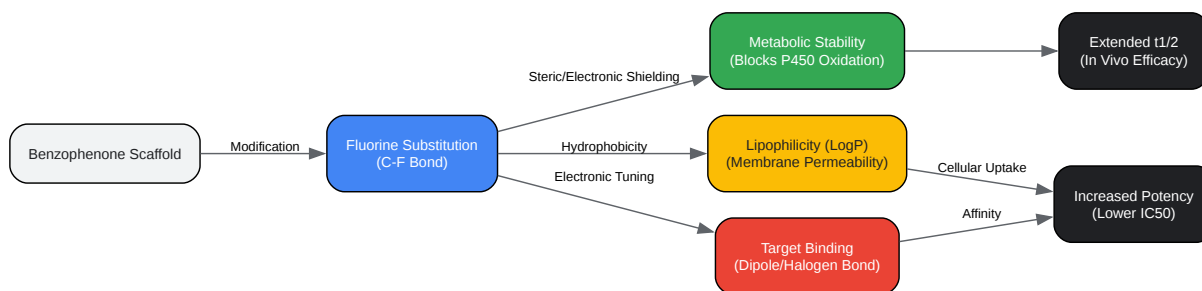 Benzophenone Scaffold
Modification
Fluorine Substitution
(C-F Bond)
Steric/Electronic Shielding
Hydrophobicity
Electronic Tuning
Metabolic Stability
(Blocks P450 Oxidation)
Lipophilicity (LogP)
(Membrane Permeability)
Target Binding
(Dipole/Halogen Bond)
Cellular Uptake
Affinity
Extended t1/2
(In Vivo Efficacy)
Increased Potency
(Lower IC50)